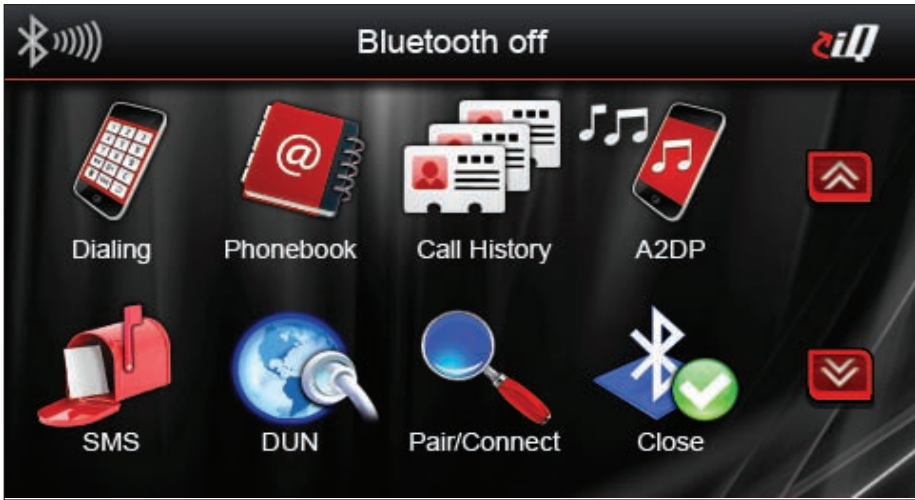 Bluetooth off
iQ
Dialing
Phonebook
Call History
A2DP
@
SMS
DUN
Pair/Connect
Close